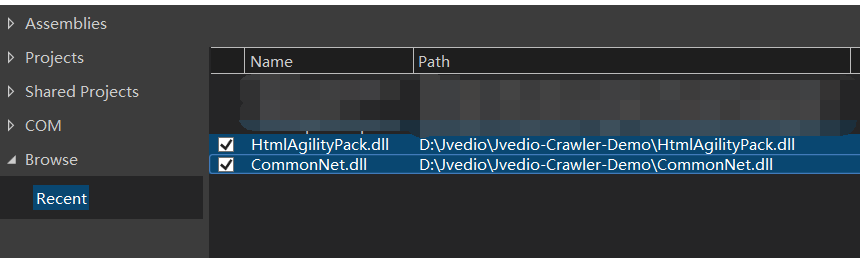 Assemblies
Projects
Shared Projects
COM
Browse
Recent
Name Path
HtmlAgilityPack.dll D:\Jvedio\Jvedio-Crawler-Demo\HtmlAgilityPack.dll
CommonNet.dll D:\Jvedio\Jvedio-Crawler-Demo\CommonNet.dll